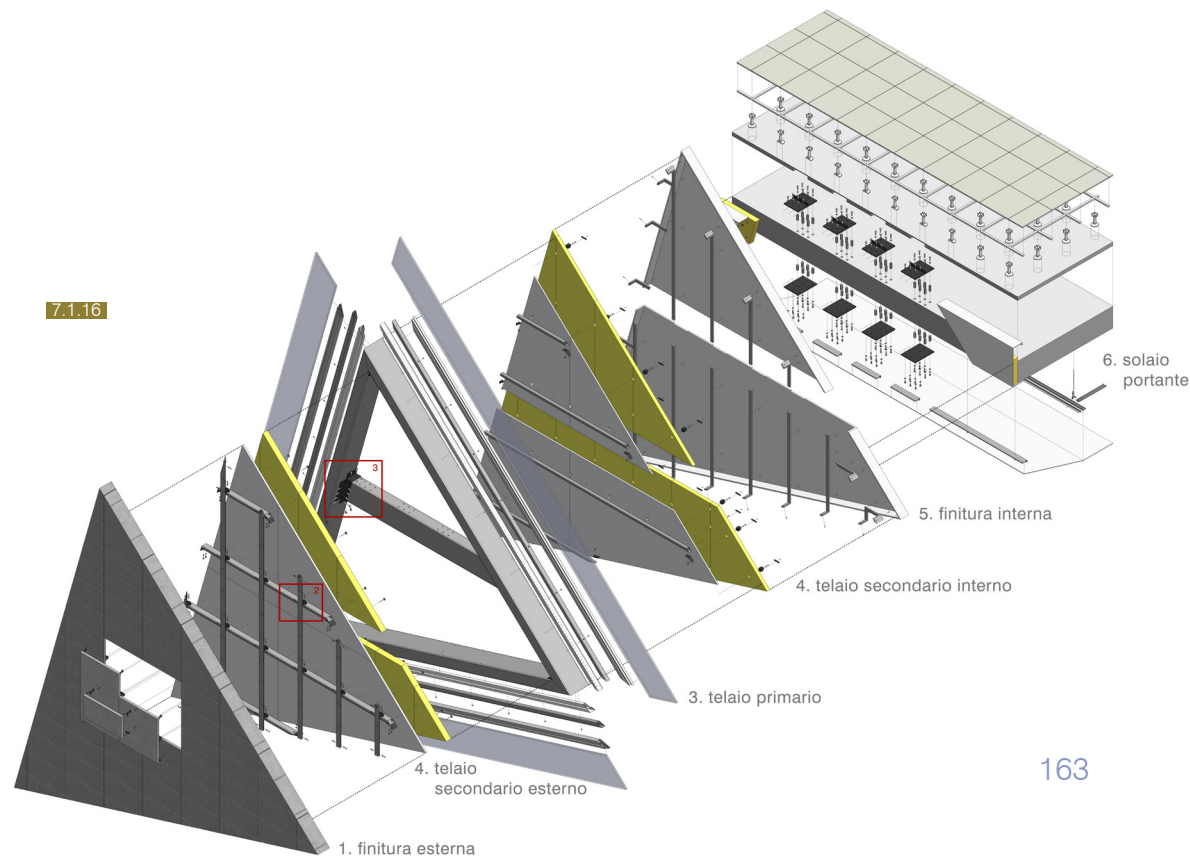 7.1.16
6. solaio
portante
3
5. finitura interna
4. telaio secondario interno
2
3. telaio primario
4. telaio
secondario esterno
163
1. finitura esterna